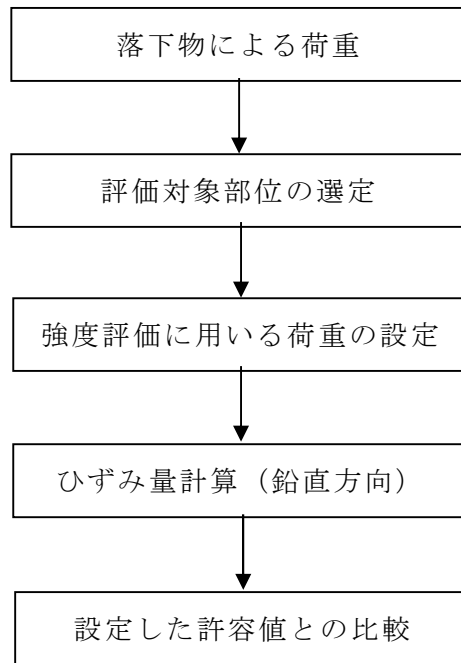 落下物による荷重
評価対象部位の選定
強度評価に用いる荷重の設定
ひずみ量計算（鉛直方向）
設定した許容値との比較